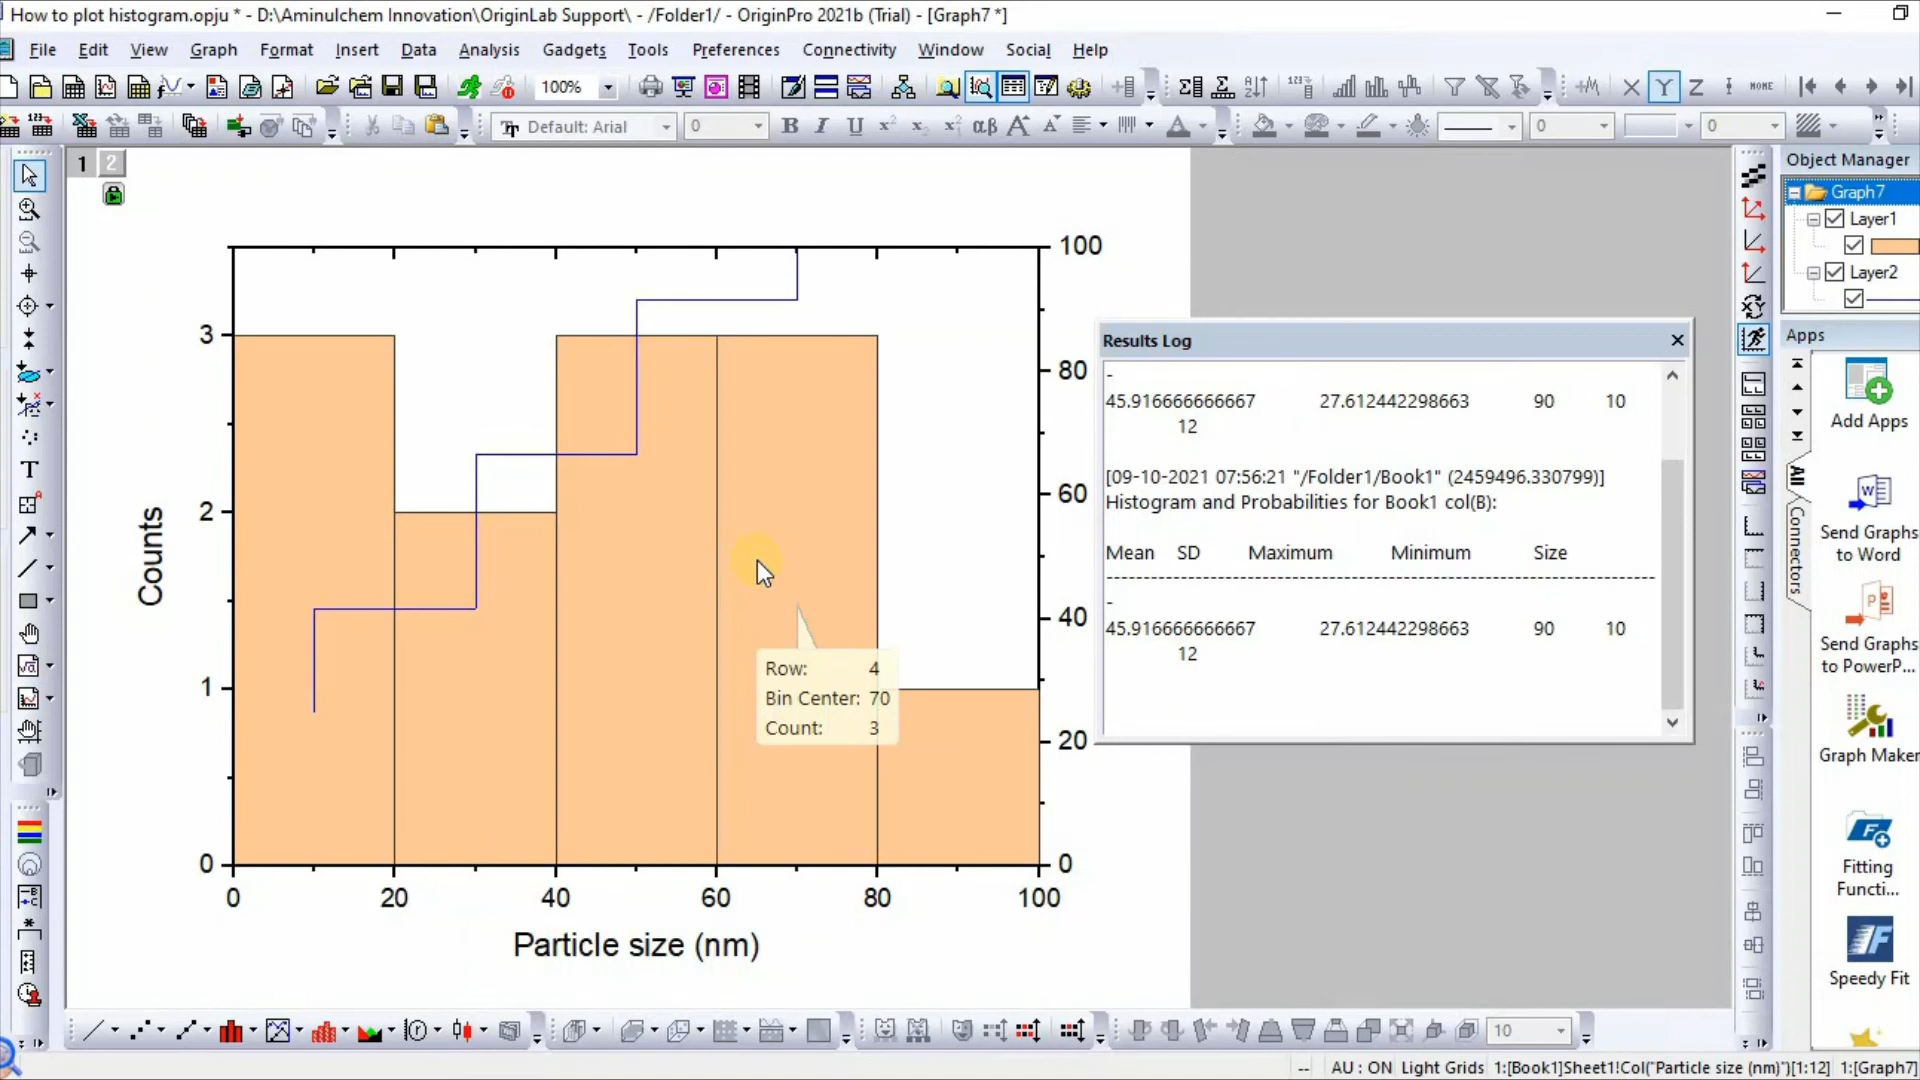 How to plot histogram.opju * - D:\Aminulchem Innovation\OriginLab Support\ - /Folder1/ - OriginPro 2021b (Trial) - [Graph7 *]
File Edit View Graph Format Insert Data Analysis Gadgets Tools Preferences Connectivity Window Social Help
100%
X Y Z HOME
Default: Arial 0 B I U αβ A A 0 0
1 2
Object Manager
Graph7
Layer1
Layer2
Apps
Add Apps
All
Connectors
Send Graphs
to Word
Send Graphs
to PowerP...
Graph Maker
Fitting
Functi...
Speedy Fit
100
80
60
40
20
0
3
2
1
0
Counts
0 20 40 60 80 100
Particle size (nm)
Row: 4
Bin Center: 70
Count: 3
Results Log
-
45.916666666667 27.612442298663 90 10
12
[09-10-2021 07:56:21 "/Folder1/Book1" (2459496.330799)]
Histogram and Probabilities for Book1 col(B):
Mean SD Maximum Minimum Size
-
45.916666666667 27.612442298663 90 10
12
T
10
-- AU : ON Light Grids 1:[Book1]Sheet1!Col("Particle size (nm)")[1:12] 1:[Graph7]